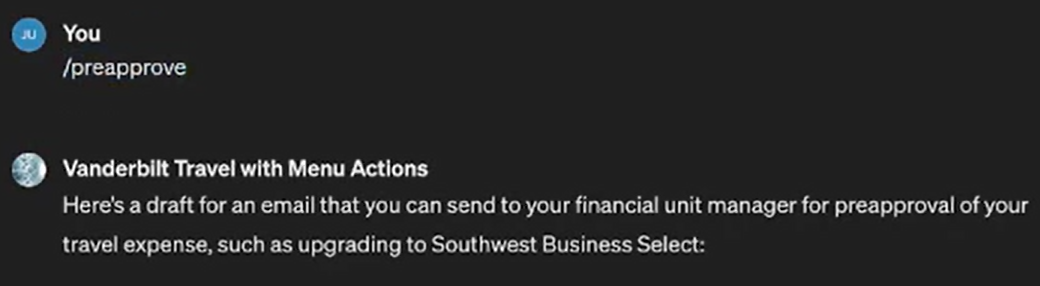 JU
You
/preapprove
Vanderbilt Travel with Menu Actions
Here's a draft for an email that you can send to your financial unit manager for preapproval of your
travel expense, such as upgrading to Southwest Business Select: